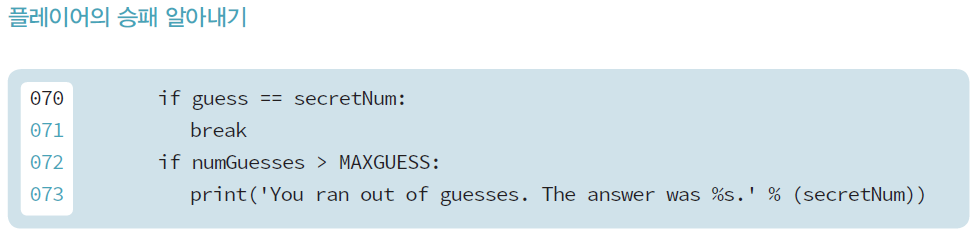 플레이어의 승패 알아내기
070 if guess == secretNum:
071 break
072 if numGuesses > MAXGUESS:
073 print('You ran out of guesses. The answer was %s.' % (secretNum))